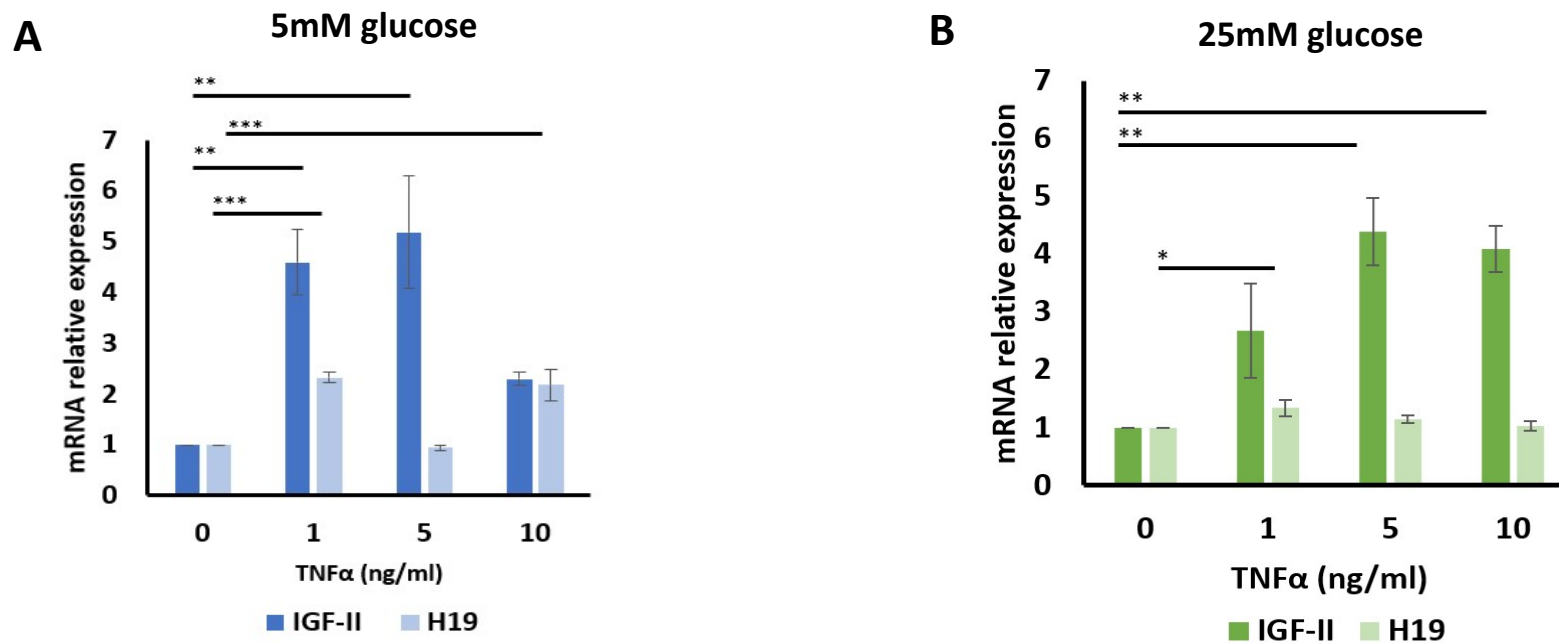 A
5mM glucose
**
***
**
***
mRNA relative expression
7
6
5
4
3
2
1
0
0 1 5 10
TNFα (ng/ml)
IGF-II H19
B
25mM glucose
**
**
*
mRNA relative expression
7
6
5
4
3
2
1
0
0 1 5 10
TNFα (ng/ml)
IGF-II H19